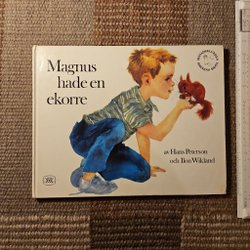 Magnus
hade en
ekorre
av Hans Peterson
och Ilon Wikland